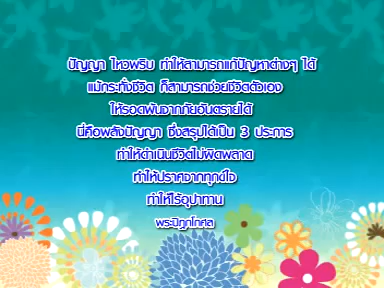 ปัญญา ไหวพริบ ทำให้สามารถแก้ปัญหาต่างๆ ได้
แม้กระทั่งชีวิต ก็สามารถช่วยชีวิตตัวเอง
ให้รอดพ้นจากภัยอันตรายได้
นี่คือพลังปัญญา ซึ่งสรุปได้เป็น 3 ประการ
ทำให้ดำเนินชีวิตไม่ผิดพลาด
ทำให้ปราศจากทุกข์ใจ
ทำให้ไร้อุปาทาน
พระปิฎกโกศล